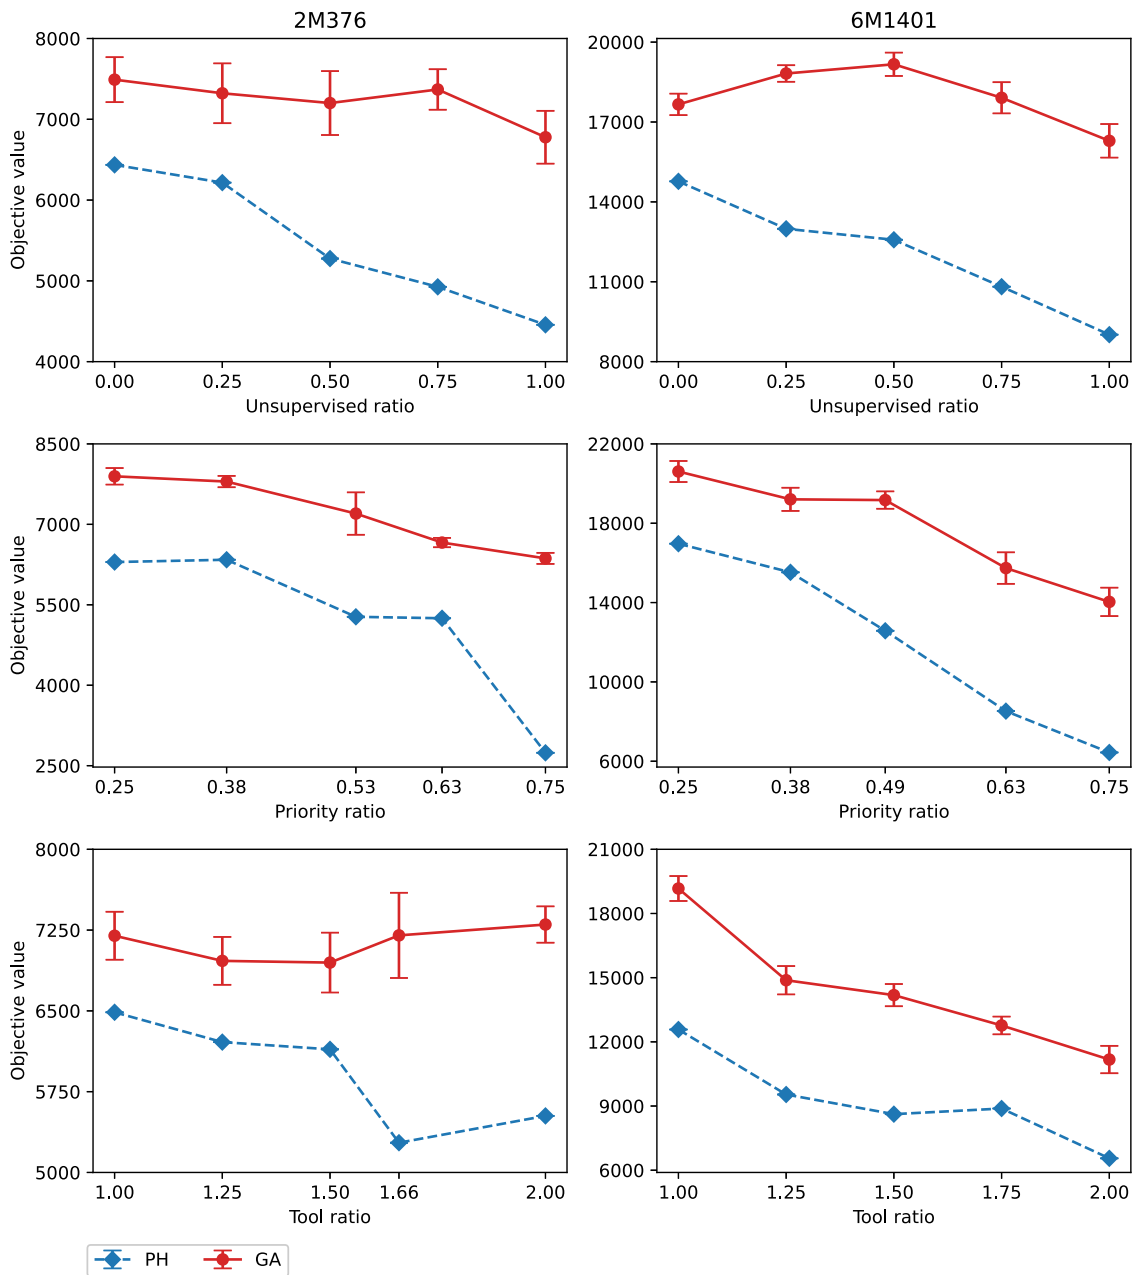 2M376
6M1401
8000
7000
6000
5000
4000
Objective value
0.00 0.25 0.50 0.75 1.00
Unsupervised ratio
20000
17000
14000
11000
8000
0.00 0.25 0.50 0.75 1.00
Unsupervised ratio
8500
7000
5500
4000
2500
Objective value
0.25 0.38 0.53 0.63 0.75
Priority ratio
22000
18000
14000
10000
6000
0.25 0.38 0.49 0.63 0.75
Priority ratio
8000
7250
6500
5750
5000
Objective value
1.00 1.25 1.50 1.66 2.00
Tool ratio
21000
18000
15000
12000
9000
6000
1.00 1.25 1.50 1.75 2.00
Tool ratio
PH GA